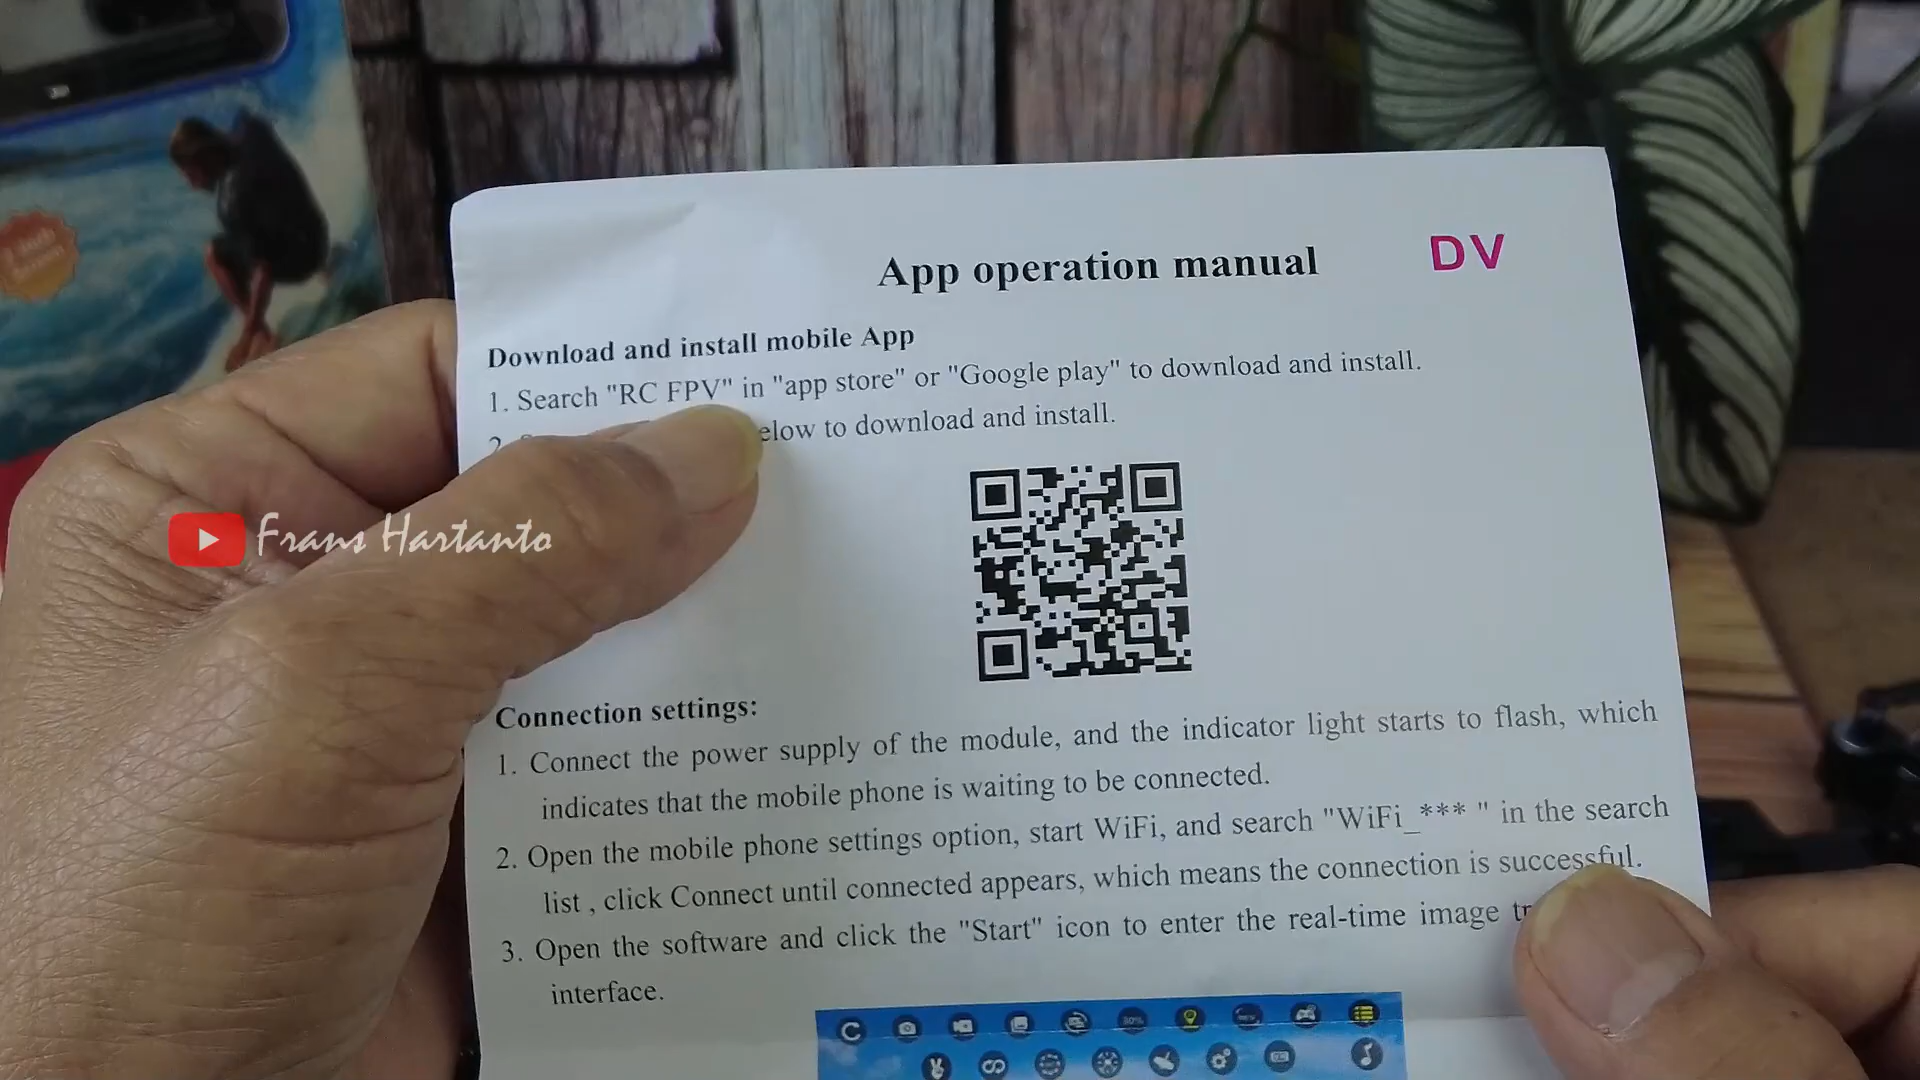 App operation manual
DV
Download and install mobile App
1. Search "RC FPV" in "app store" or "Google play" to download and install.
2. elow to download and install.
Frans Hartanto
Connection settings:
1. Connect the power supply of the module, and the indicator light starts to flash, which
indicates that the mobile phone is waiting to be connected.
2. Open the mobile phone settings option, start WiFi, and search "WiFi_*** " in the search
list , click Connect until connected appears, which means the connection is successful.
3. Open the software and click the "Start" icon to enter the real-time image
interface.
30%